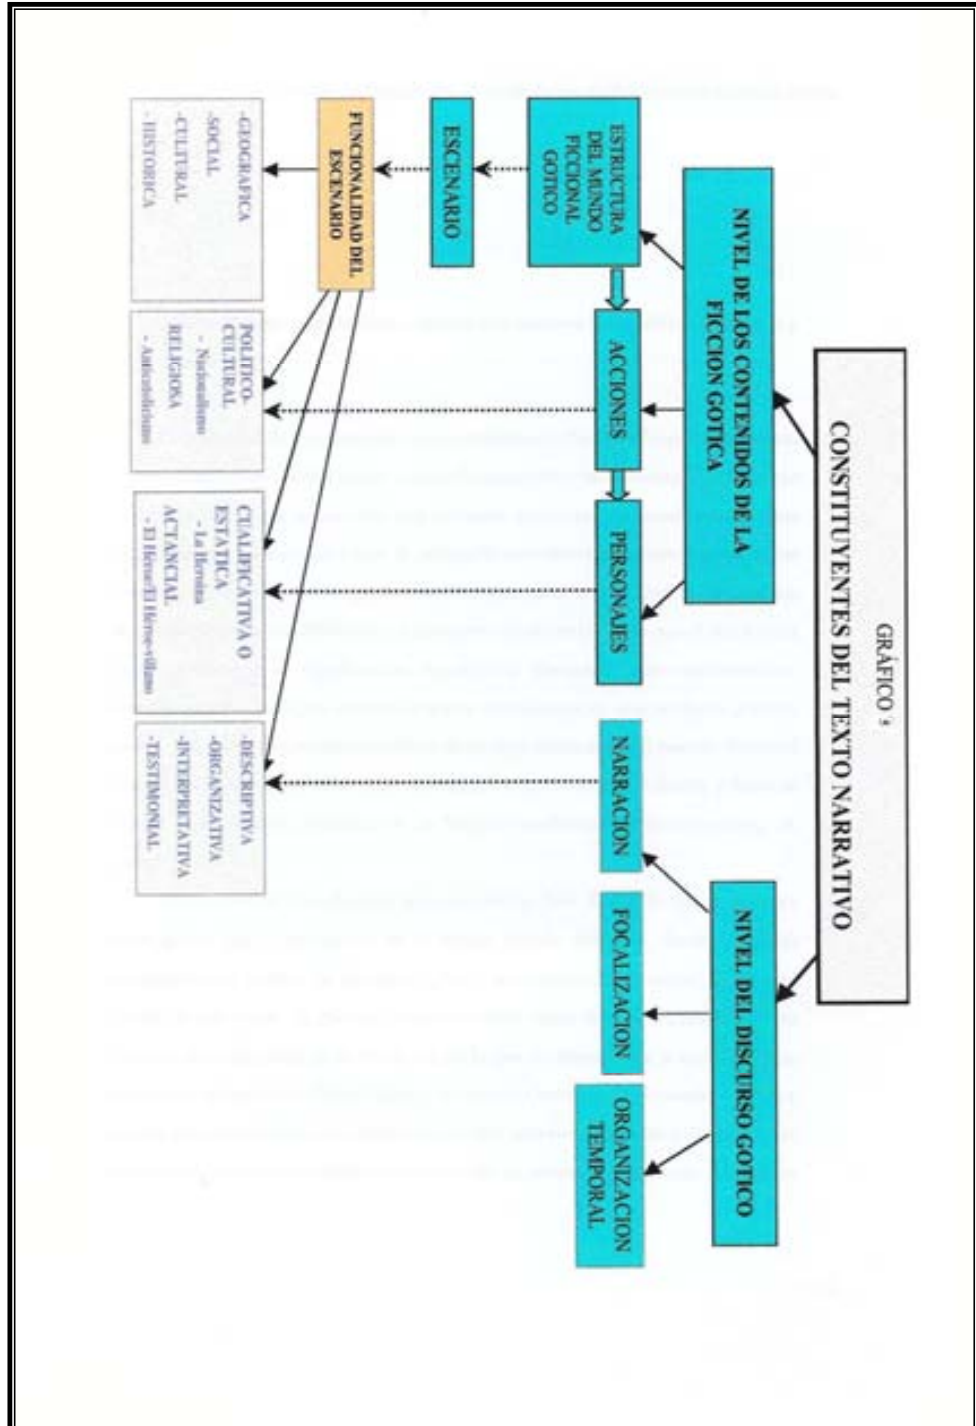 GRÁFICO 5
CONSTITUYENTES DEL TEXTO NARRATIVO
NIVEL DE LOS CONTENIDOS DE LA
FICCION GOTICA
NIVEL DEL DISCURSO GOTICO
ESTRUCTURA
DEL MUNDO
FICCIONAL
GOTICO
ACCIONES
PERSONAJES
NARRACION
FOCALIZACION
ORGANIZACION
TEMPORAL
ESCENARIO
FUNCIONALIDAD DEL
ESCENARIO
-GEOGRAFICA
-SOCIAL
-CULTURAL
- HISTORICA
POLITICO-
CULTURAL
- Nacionalismo
RELIGIOSA
- Anticatolicismo
CUALIFICATIVA O
ESTATICA
- La Heroína
ACTANCIAL
- El Héroe/El Héroe-villano
-DESCRIPTIVA
-ORGANIZATIVA
-INTERPRETATIVA
-TESTIMONIAL